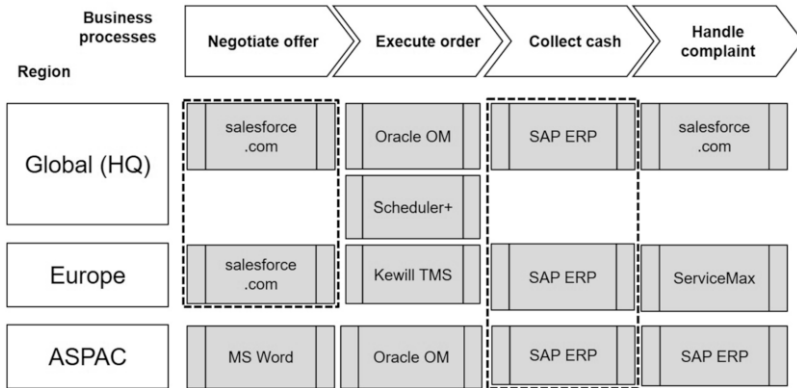 Business
processes
Negotiate offer
Execute order
Collect cash
Handle
complaint
Region
Global (HQ)
salesforce
.com
Oracle OM
SAP ERP
salesforce
.com
Scheduler+
Europe
salesforce
.com
Kewill TMS
SAP ERP
ServiceMax
ASPAC
MS Word
Oracle OM
SAP ERP
SAP ERP